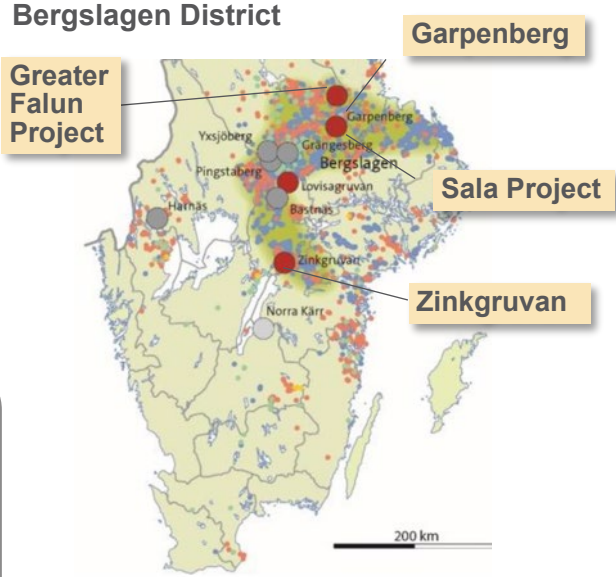 Bergslagen District
Garpenberg
Greater
Falun
Project
Garpenberg
Yxsjöberg
Grängesberg
Bergslagen
Pingstaberg
Lovisagruvan
Sala Project
Bastnäs
Härnäs
Zinkgruvan
Zinkgruvan
Norra Kärr
200 km